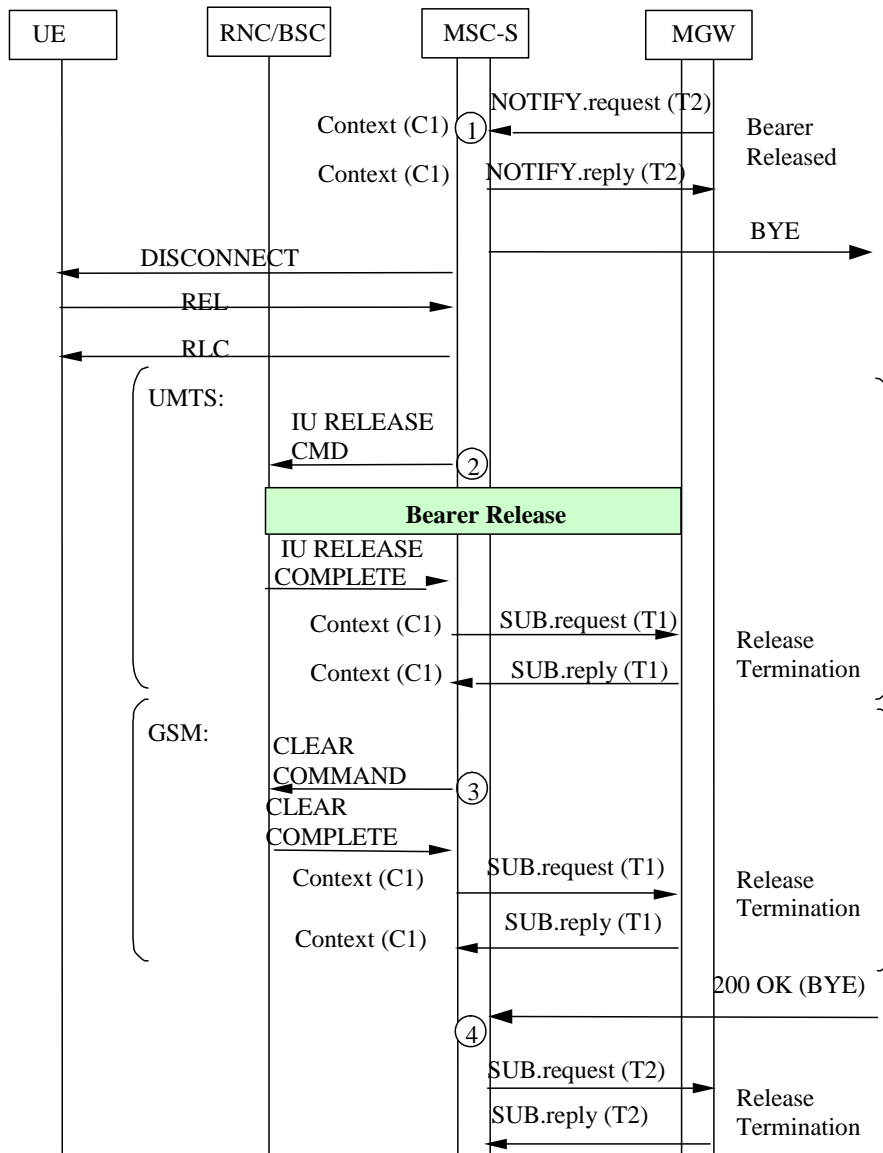 UE
RNC/BSC
MSC-S
MGW
NOTIFY.request (T2)
Context (C1)
1
Bearer
Released
Context (C1)
NOTIFY.reply (T2)
BYE
DISCONNECT
REL
RLC
UMTS:
IU RELEASE
CMD
2
Bearer Release
IU RELEASE
COMPLETE
Context (C1)
SUB.request (T1)
Context (C1)
SUB.reply (T1)
Release
Termination
GSM:
CLEAR
COMMAND
3
CLEAR
COMPLETE
Context (C1)
SUB.request (T1)
Context (C1)
SUB.reply (T1)
Release
Termination
200 OK (BYE)
4
SUB.request (T2)
SUB.reply (T2)
Release
Termination